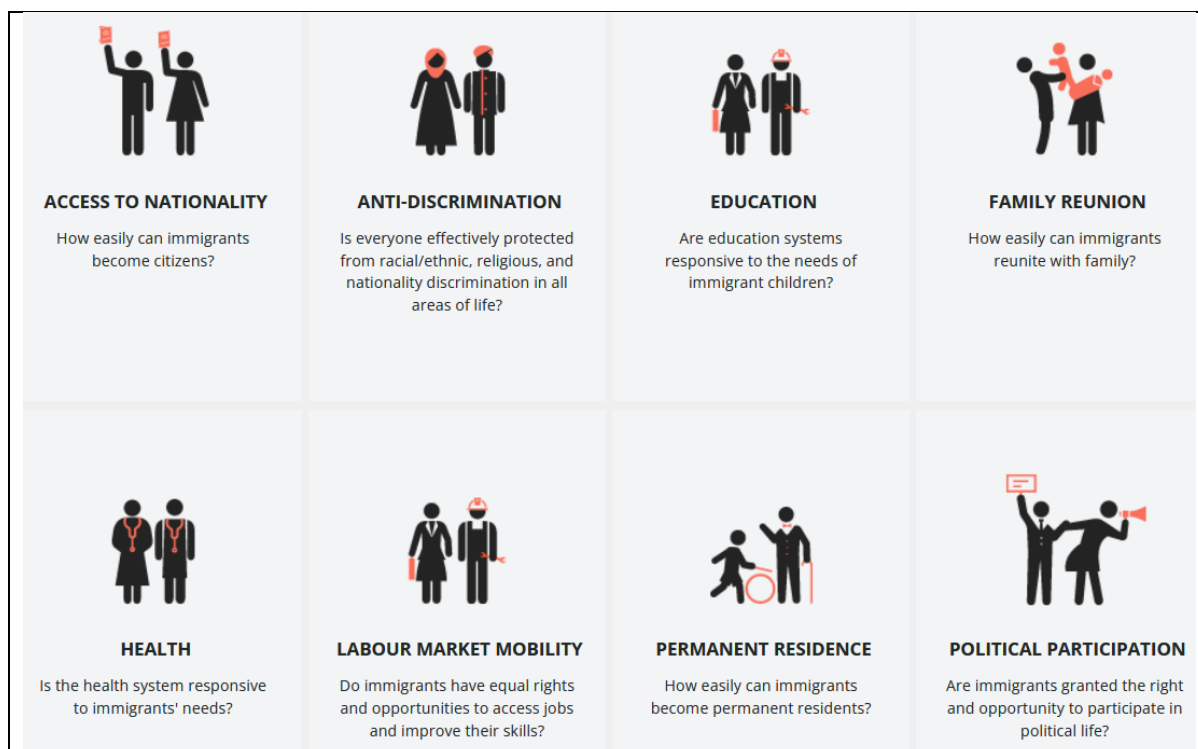 ACCESS TO NATIONALITY
How easily can immigrants
become citizens?
ANTI-DISCRIMINATION
Is everyone effectively protected
from racial/ethnic, religious, and
nationality discrimination in all
areas of life?
EDUCATION
Are education systems
responsive to the needs of
immigrant children?
FAMILY REUNION
How easily can immigrants
reunite with family?
HEALTH
Is the health system responsive
to immigrants' needs?
LABOUR MARKET MOBILITY
Do immigrants have equal rights
and opportunities to access jobs
and improve their skills?
PERMANENT RESIDENCE
How easily can immigrants
become permanent residents?
POLITICAL PARTICIPATION
Are immigrants granted the right
and opportunity to participate in
political life?